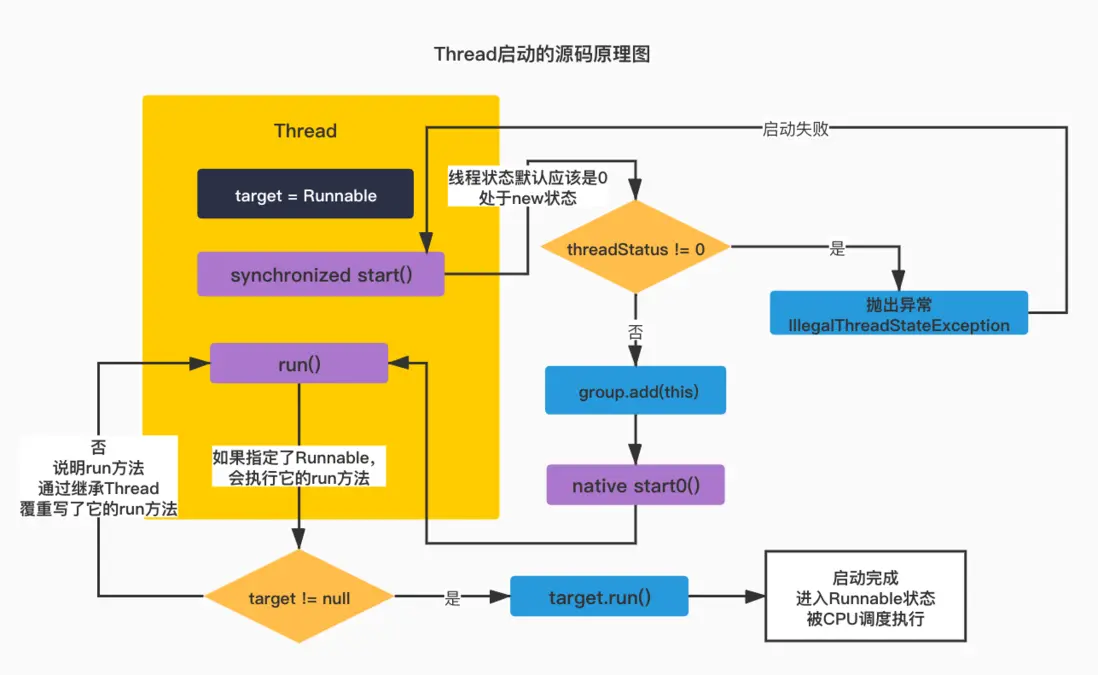 Thread启动的源码原理图
Thread
启动失败
target = Runnable
线程状态默认应该是0
处于new状态
synchronized start()
threadStatus != 0
是
抛出异常
IllegalThreadStateException
否
run()
group.add(this)
否
说明run方法
通过继承Thread
覆重写了它的run方法
如果指定了Runnable,
会执行它的run方法
native start0()
target != null
是
target.run()
启动完成
进入Runnable状态
被CPU调度执行